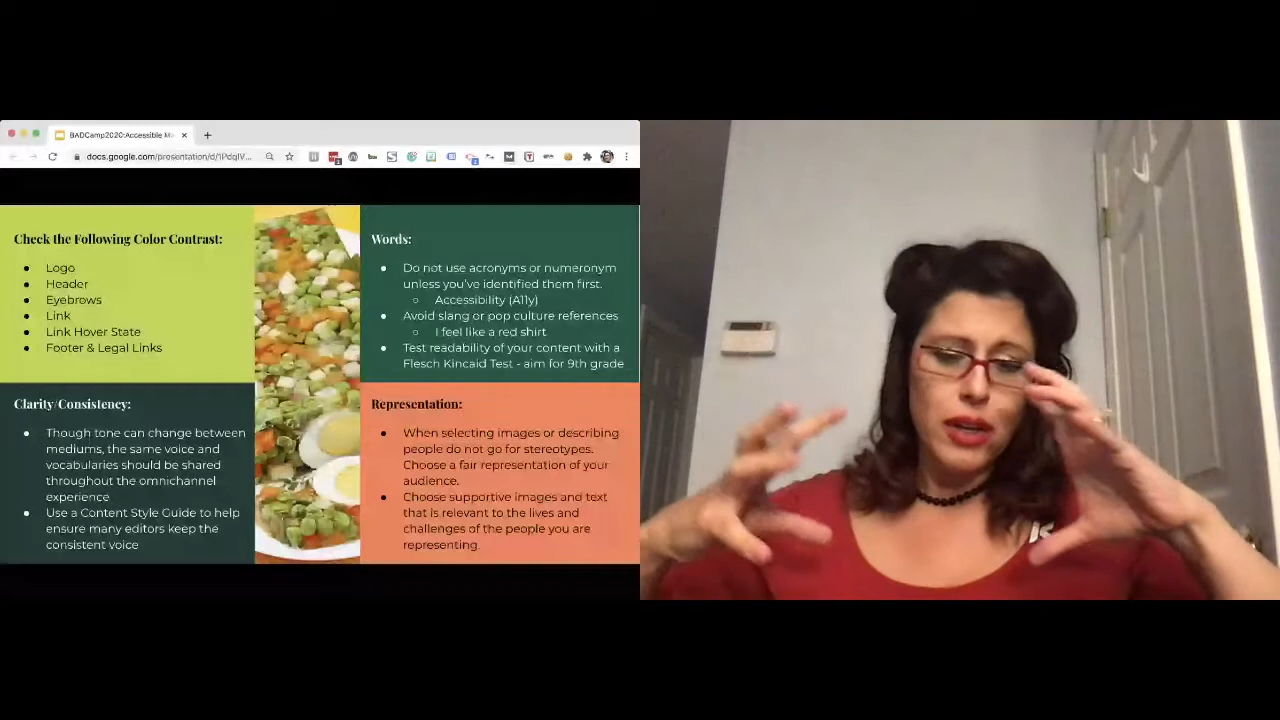 BADCamp2020:Accessible Ma
docs.google.com/presentation/d/1PdqIV...
Check the Following Color Contrast:
● Logo
● Header
● Eyebrows
● Link
● Link Hover State
● Footer & Legal Links
Words:
● Do not use acronyms or numeronym
unless you've identified them first.
○ Accessibility (A11y)
● Avoid slang or pop culture references
○ I feel like a red shirt
● Test readability of your content with a
Flesch Kincaid Test - aim for 9th grade
Clarity/Consistency:
● Though tone can change between
mediums, the same voice and
vocabularies should be shared
throughout the omnichannel
experience
● Use a Content Style Guide to help
ensure many editors keep the
consistent voice
Representation:
● When selecting images or describing
people do not go for stereotypes.
Choose a fair representation of your
audience.
● Choose supportive images and text
that is relevant to the lives and
challenges of the people you are
representing.